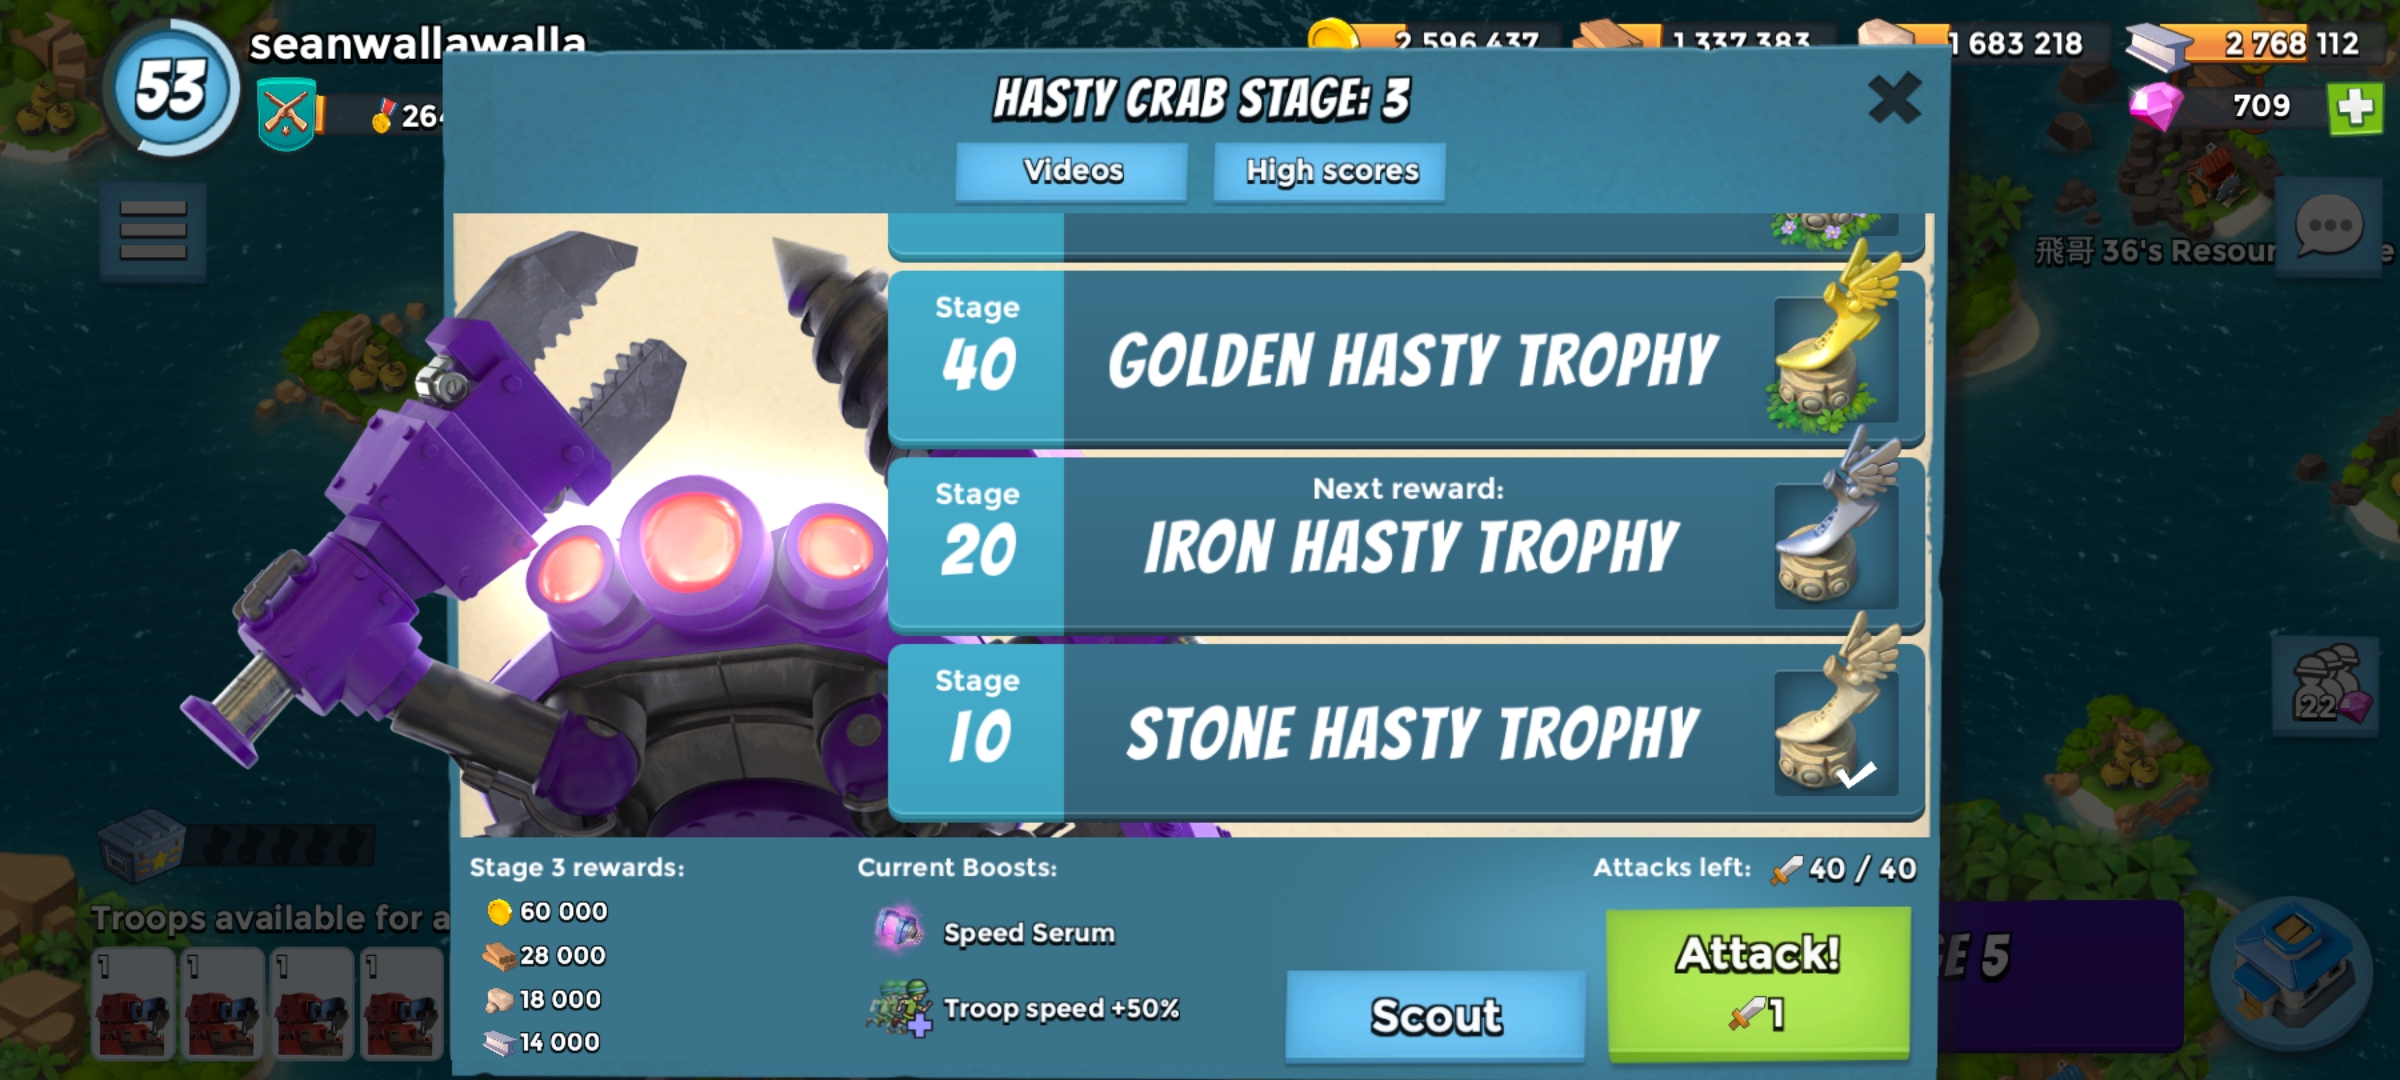 53
seanwallawalla
264
2 596 437
1 337 383
1 683 218
2 768 112
709
HASTY CRAB STAGE: 3
Videos
High scores
飛哥 36's Resour
Stage
40
GOLDEN HASTY TROPHY
Stage
20
Next reward:
IRON HASTY TROPHY
Stage
10
STONE HASTY TROPHY
22
Stage 3 rewards:
60 000
28 000
18 000
14 000
Current Boosts:
Speed Serum
Troop speed +50%
Attacks left: 40 / 40
Scout
Attack!
1
Troops available for a
1
1
1
1
GE 5